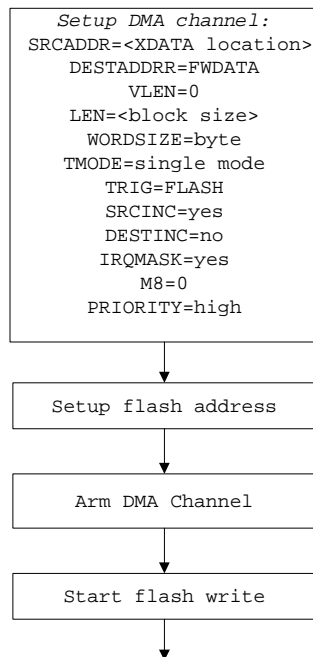 Setup DMA channel:
SRCADDR=<XDATA location>
DESTADDRR=FWDATA
VLEN=0
LEN=<block size>
WORDSIZE=byte
TMODE=single mode
TRIG=FLASH
SRCINC=yes
DESTINC=no
IRQMASK=yes
M8=0
PRIORITY=high
Setup flash address
Arm DMA Channel
Start flash write